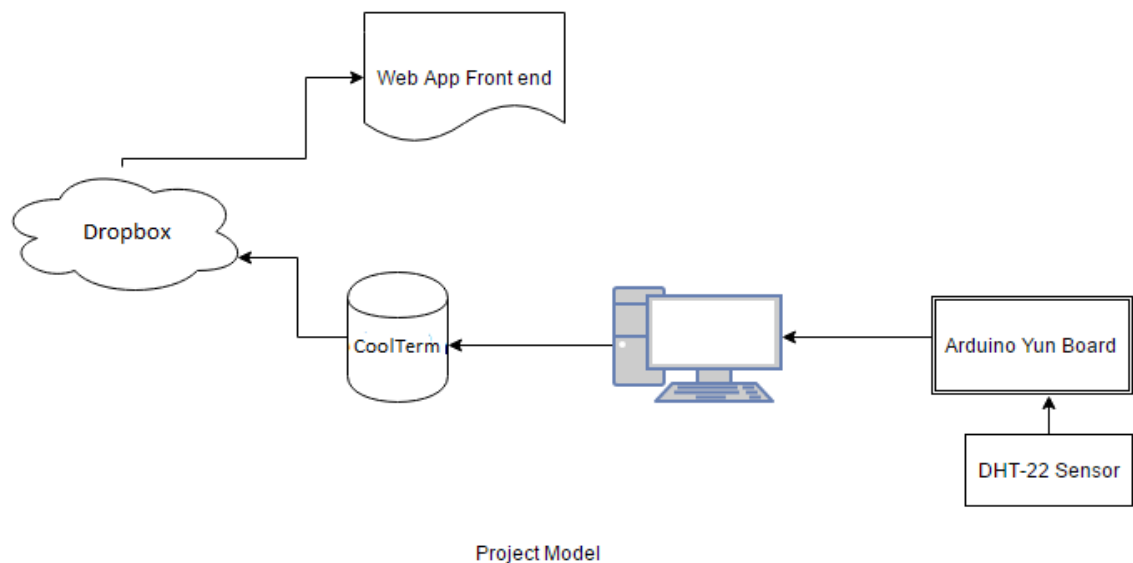 Web App Front end
Dropbox
CoolTerm
Arduino Yun Board
DHT-22 Sensor
Project Model